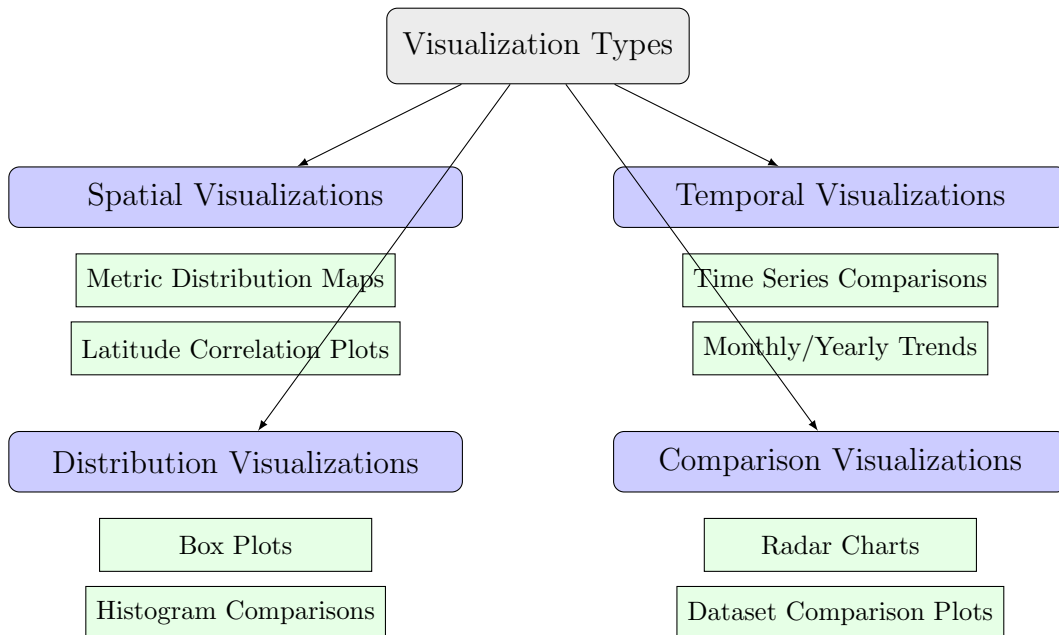 Visualization Types
Spatial Visualizations
Temporal Visualizations
Metric Distribution Maps
Time Series Comparisons
Latitude Correlation Plots
Monthly/Yearly Trends
Distribution Visualizations
Comparison Visualizations
Box Plots
Radar Charts
Histogram Comparisons
Dataset Comparison Plots